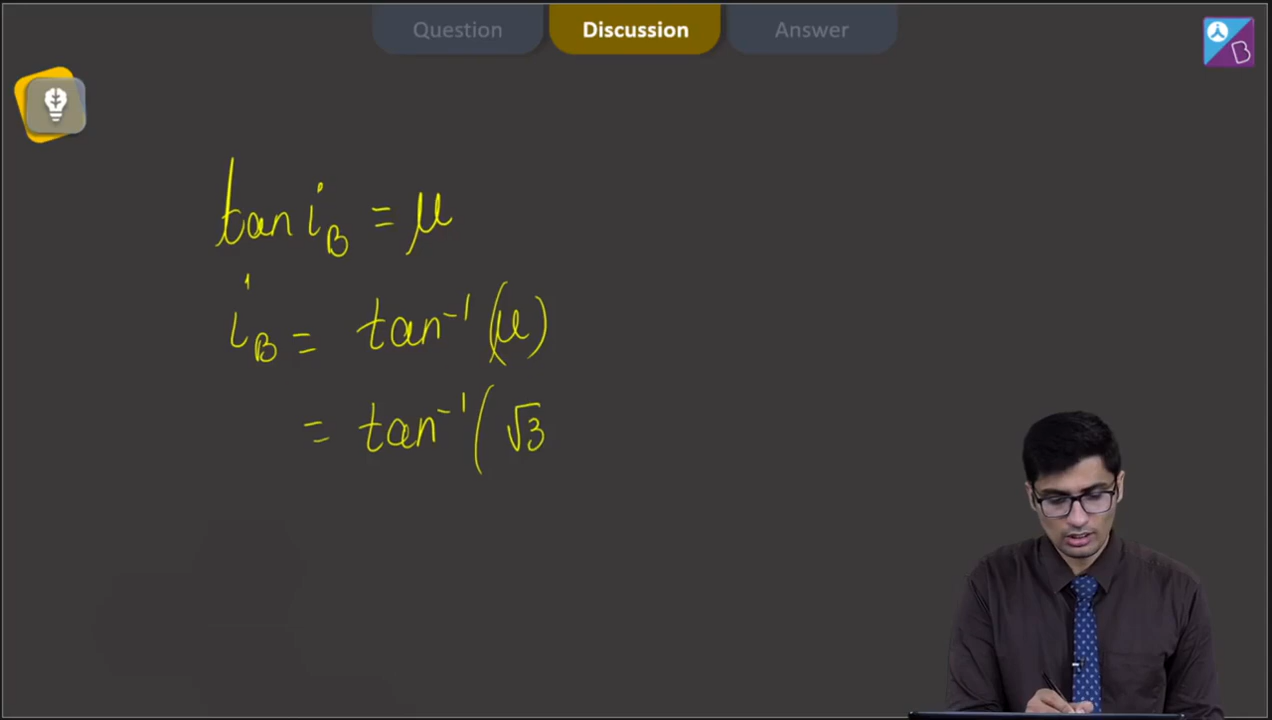 Question Discussion Answer
tan i_B = μ
i_B = tan⁻¹(μ)
= tan⁻¹(√3